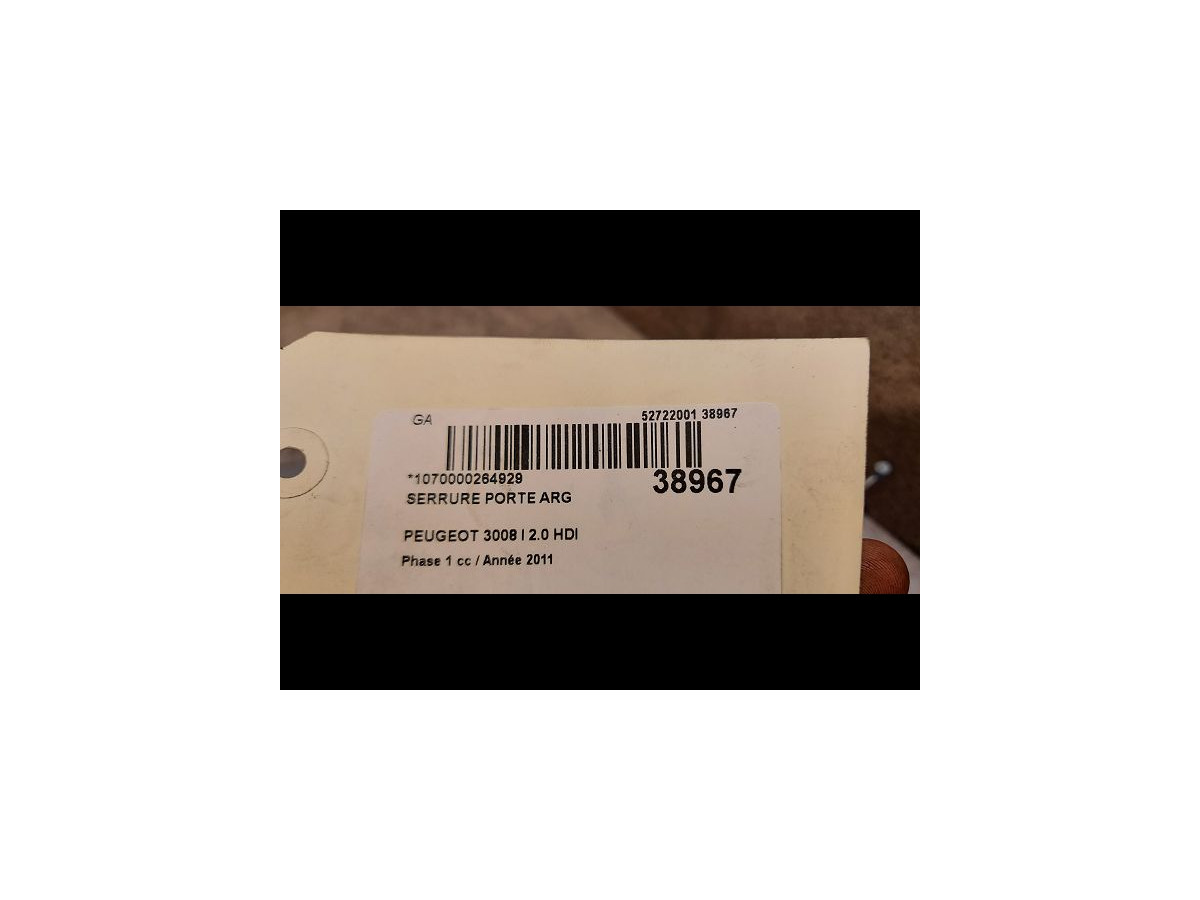 GA
52722001 38967
*1070000264929
38967
SERRURE PORTE ARG
PEUGEOT 3008 I 2.0 HDI
Phase 1 cc / Année 2011